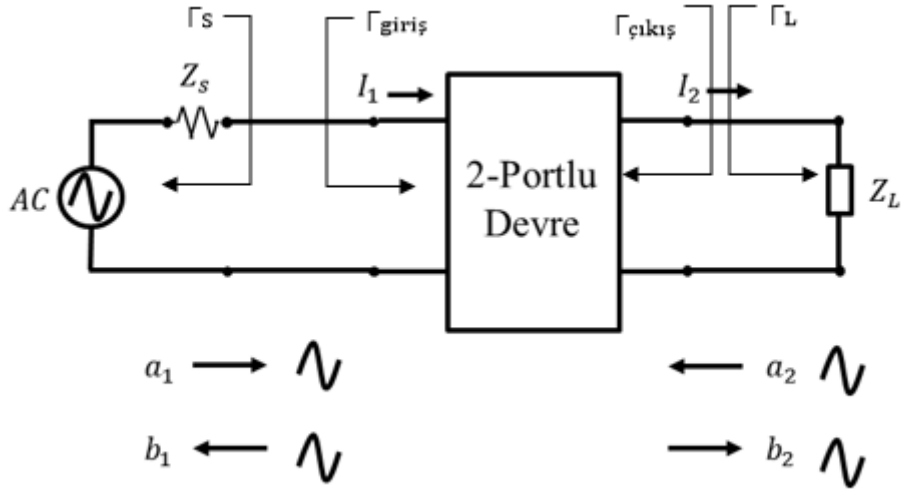 ΓS
Γgiriş
Γçıkış
ΓL
Zs
I1
I2
AC
2-Portlu
Devre
ZL
a1
a2
b1
b2